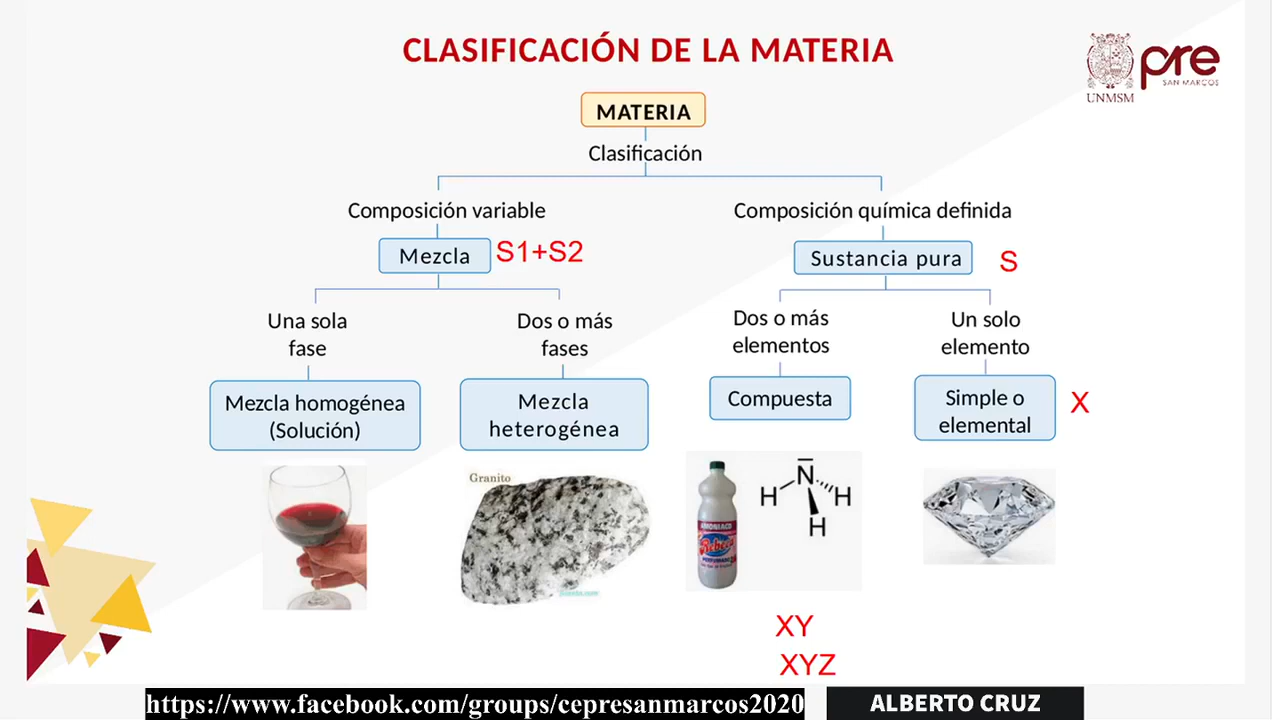 CLASIFICACIÓN DE LA MATERIA
UNMSM
pre
SAN MARCOS
MATERIA
Clasificación
Composición variable
Composición química definida
Mezcla
S1+S2
Sustancia pura
S
Una sola
fase
Dos o más
fases
Dos o más
elementos
Un solo
elemento
Mezcla homogénea
(Solución)
Mezcla
heterogénea
Compuesta
Simple o
elemental
X
Granito
AMONIACO
N
H
H
H
XY
XYZ
https://www.facebook.com/groups/cepresanmarcos2020
ALBERTO CRUZ